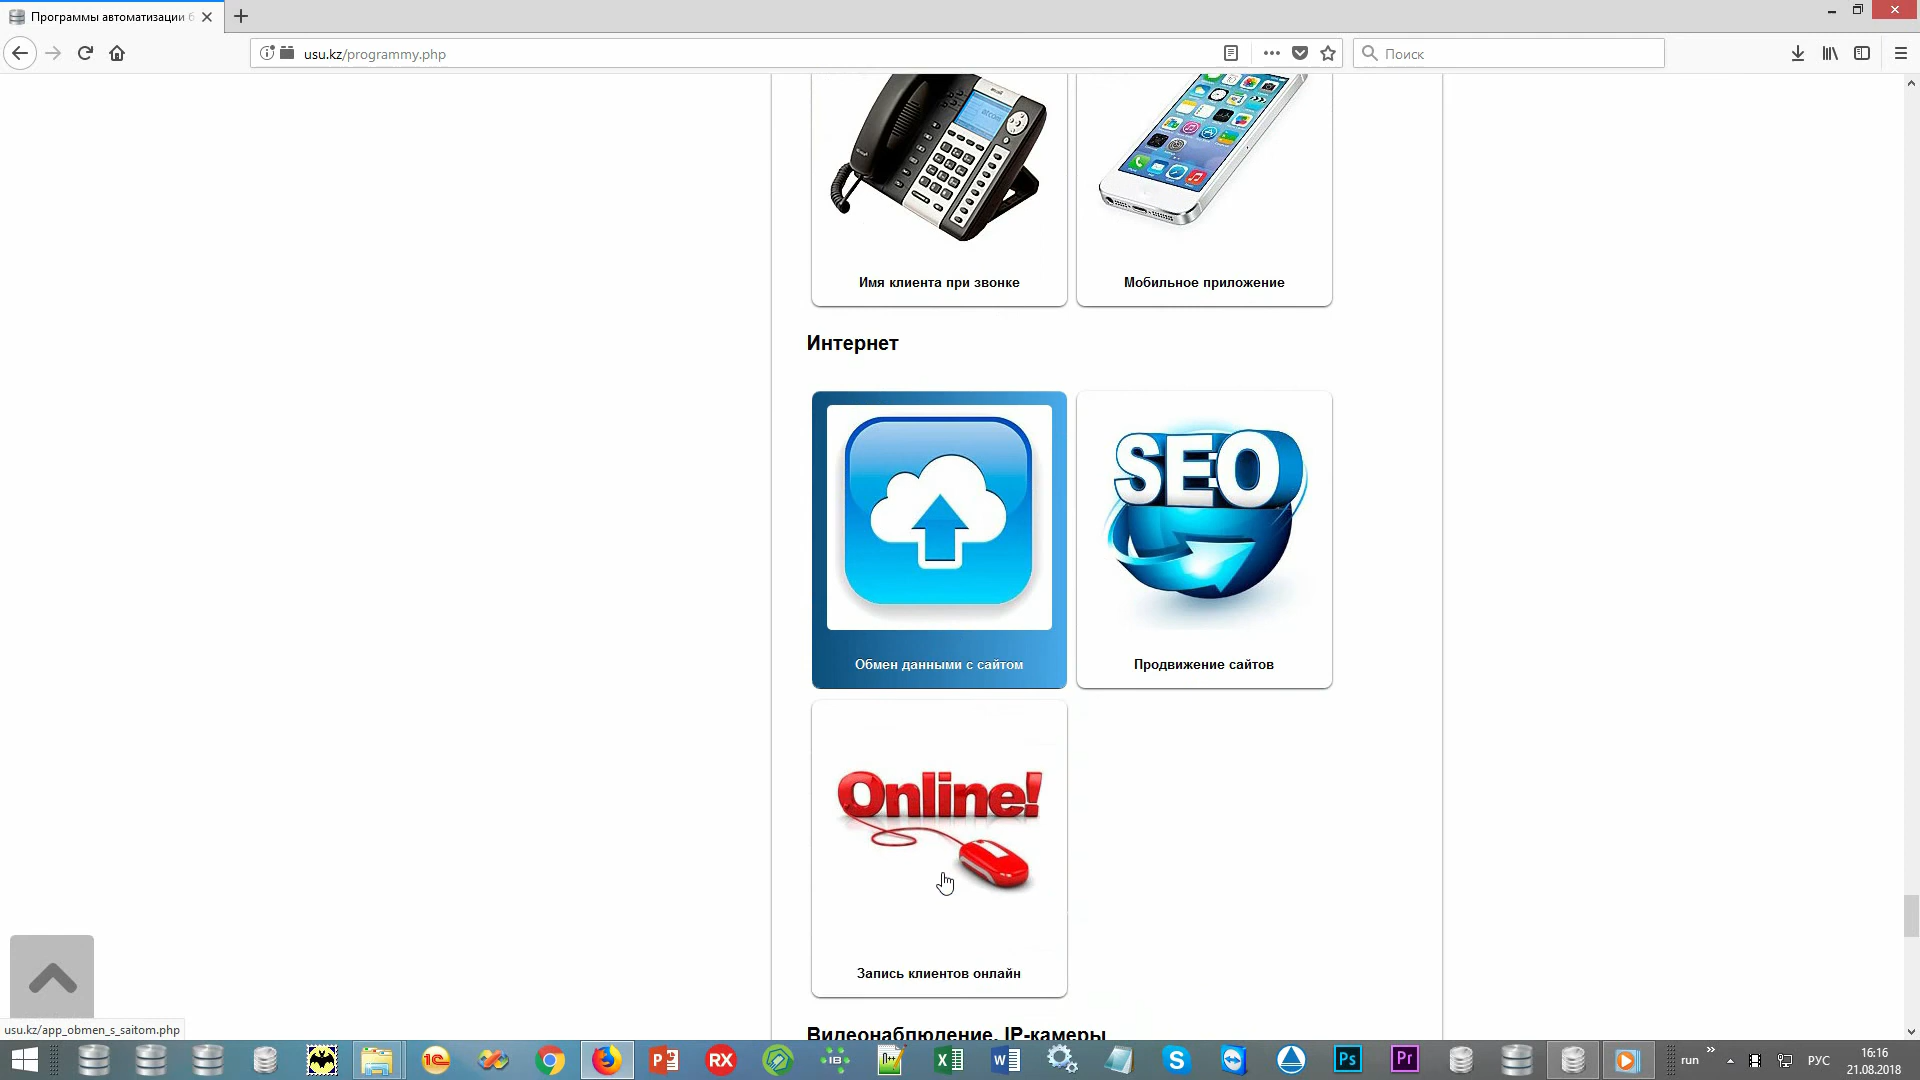 Программы автоматизации б
usu.kz/programmy.php
Поиск
Имя клиента при звонке
Мобильное приложение
Интернет
SEO
Обмен данными с сайтом
Продвижение сайтов
Online!
Запись клиентов онлайн
Видеонаблюдение, IP-камеры
usu.kz/app_obmen_s_saitom.php
run
РУС
16:16
21.08.2018